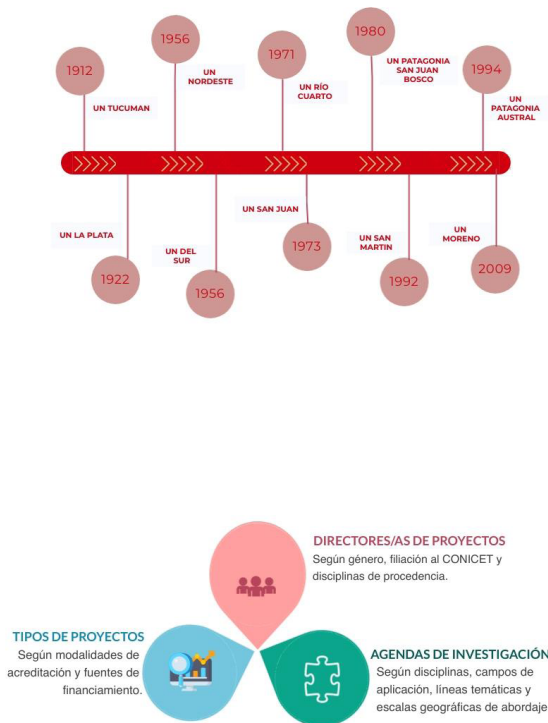 1912
1956
1971
1980
1994
UN TUCUMAN
UN
NORDESTE
UN RÍO
CUARTO
UN PATAGONIA
SAN JUAN
BOSCO
UN
PATAGONIA
AUSTRAL
UN LA PLATA
UN DEL
SUR
UN SAN JUAN
UN SAN
MARTIN
UN
MORENO
1922
1956
1973
1992
2009
DIRECTORES/AS DE PROYECTOS
Según género, filiación al CONICET y
disciplinas de procedencia.
TIPOS DE PROYECTOS
Según modalidades de
acreditación y fuentes de
financiamiento.
AGENDAS DE INVESTIGACIÓN
Según disciplinas, campos de
aplicación, líneas temáticas y
escalas geográficas de abordaje